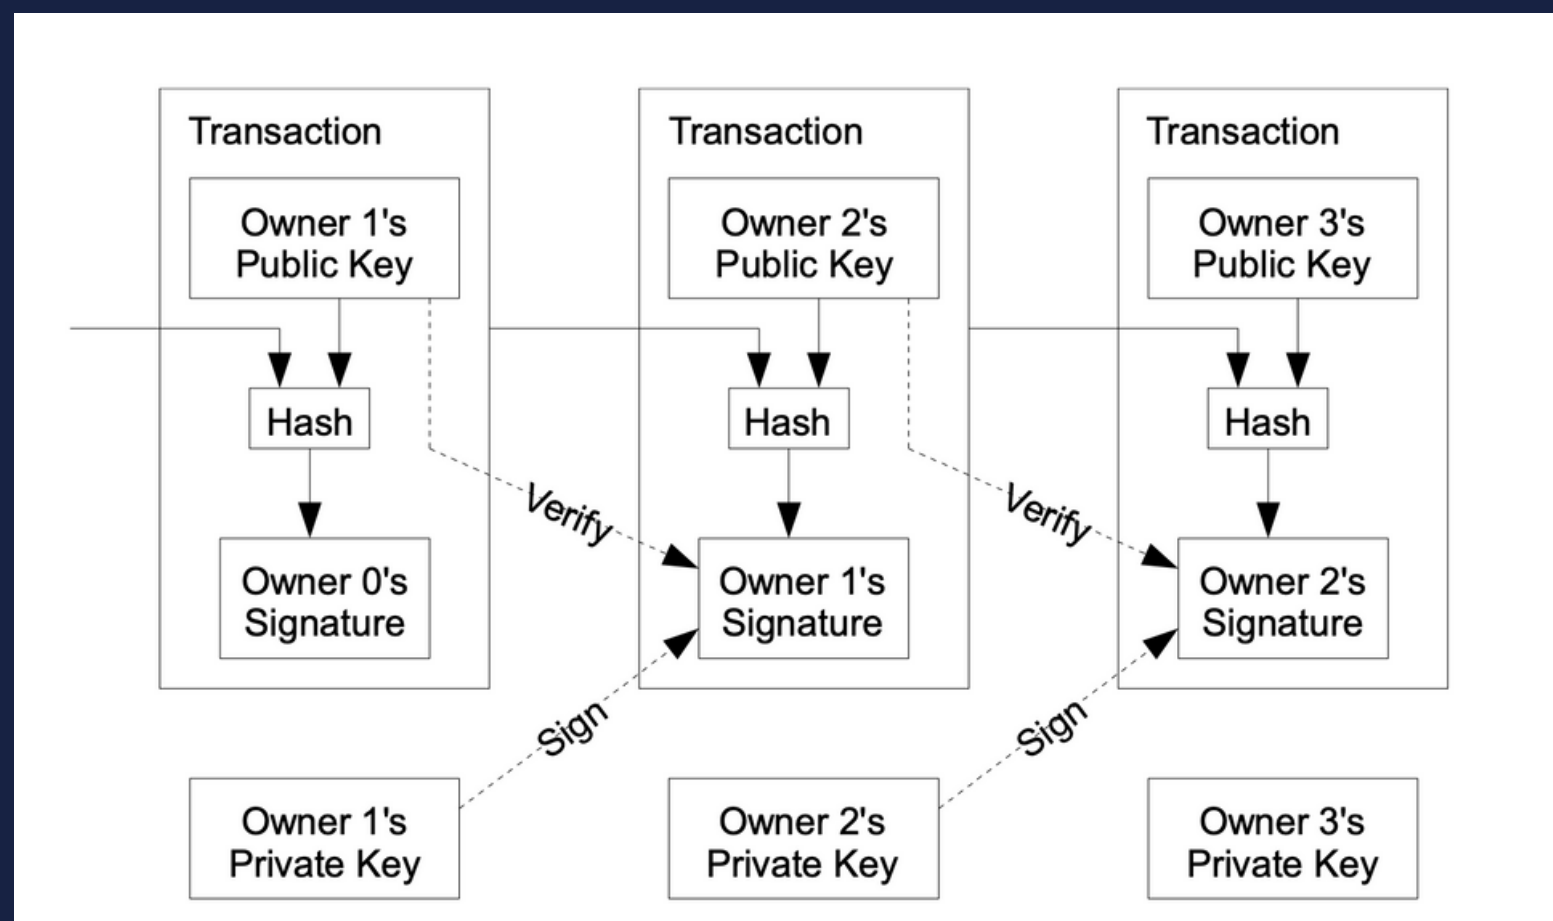 Transaction
Owner 1's
Public Key
Hash
Owner 0's
Signature
Transaction
Owner 2's
Public Key
Hash
Verify
Owner 1's
Signature
Transaction
Owner 3's
Public Key
Hash
Verify
Owner 2's
Signature
Sign
Sign
Owner 1's
Private Key
Owner 2's
Private Key
Owner 3's
Private Key